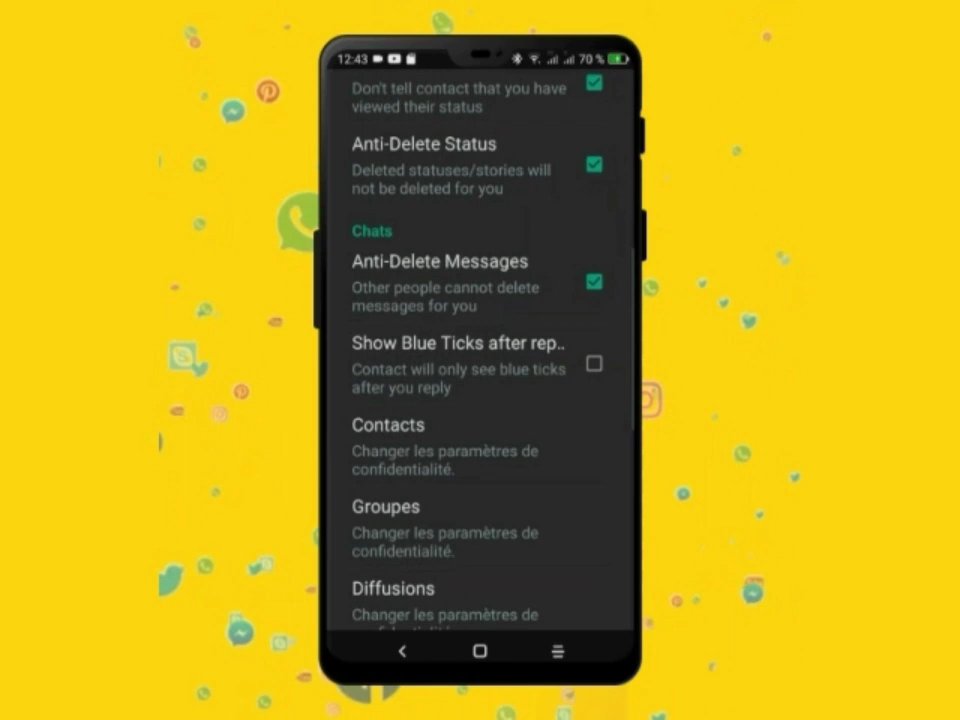 12:43
70 %
Don't tell contact that you have
viewed their status
Anti-Delete Status
Deleted statuses/stories will
not be deleted for you
Chats
Anti-Delete Messages
Other people cannot delete
messages for you
Show Blue Ticks after rep..
Contact will only see blue ticks
after you reply
Contacts
Changer les paramètres de
confidentialité.
Groupes
Changer les paramètres de
confidentialité.
Diffusions
Changer les paramètres de